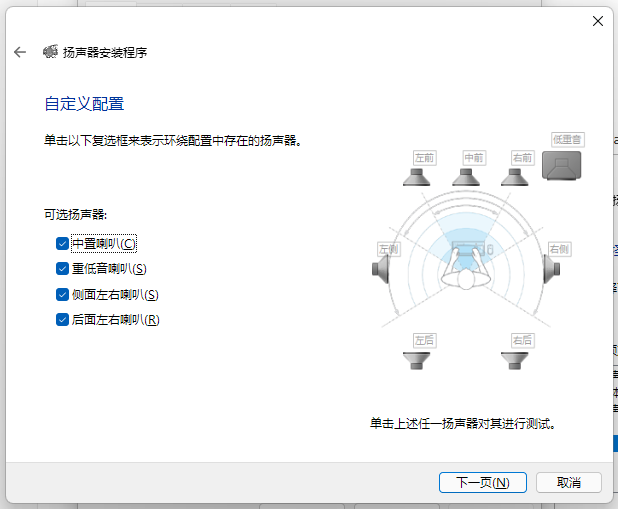 扬声器安装程序
自定义配置
单击以下复选框来表示环绕配置中存在的扬声器。
可选扬声器:
中置喇叭(C)
重低音喇叭(S)
侧面左右喇叭(S)
后面左右喇叭(R)
低重音
左前
中前
右前
左侧
右侧
左后
右后
单击上述任一扬声器对其进行测试。
下一页(N)
取消